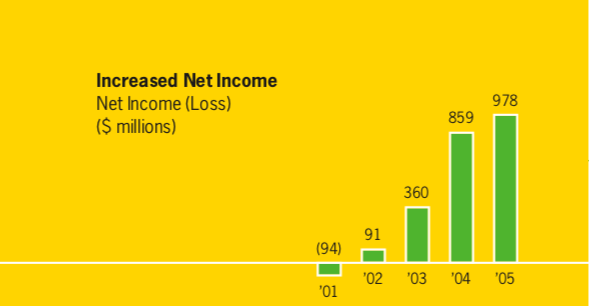 Increased Net Income
Net Income (Loss)
($ millions)
978
859
360
91
(94)
’02 ’03 ’04 ’05
’01